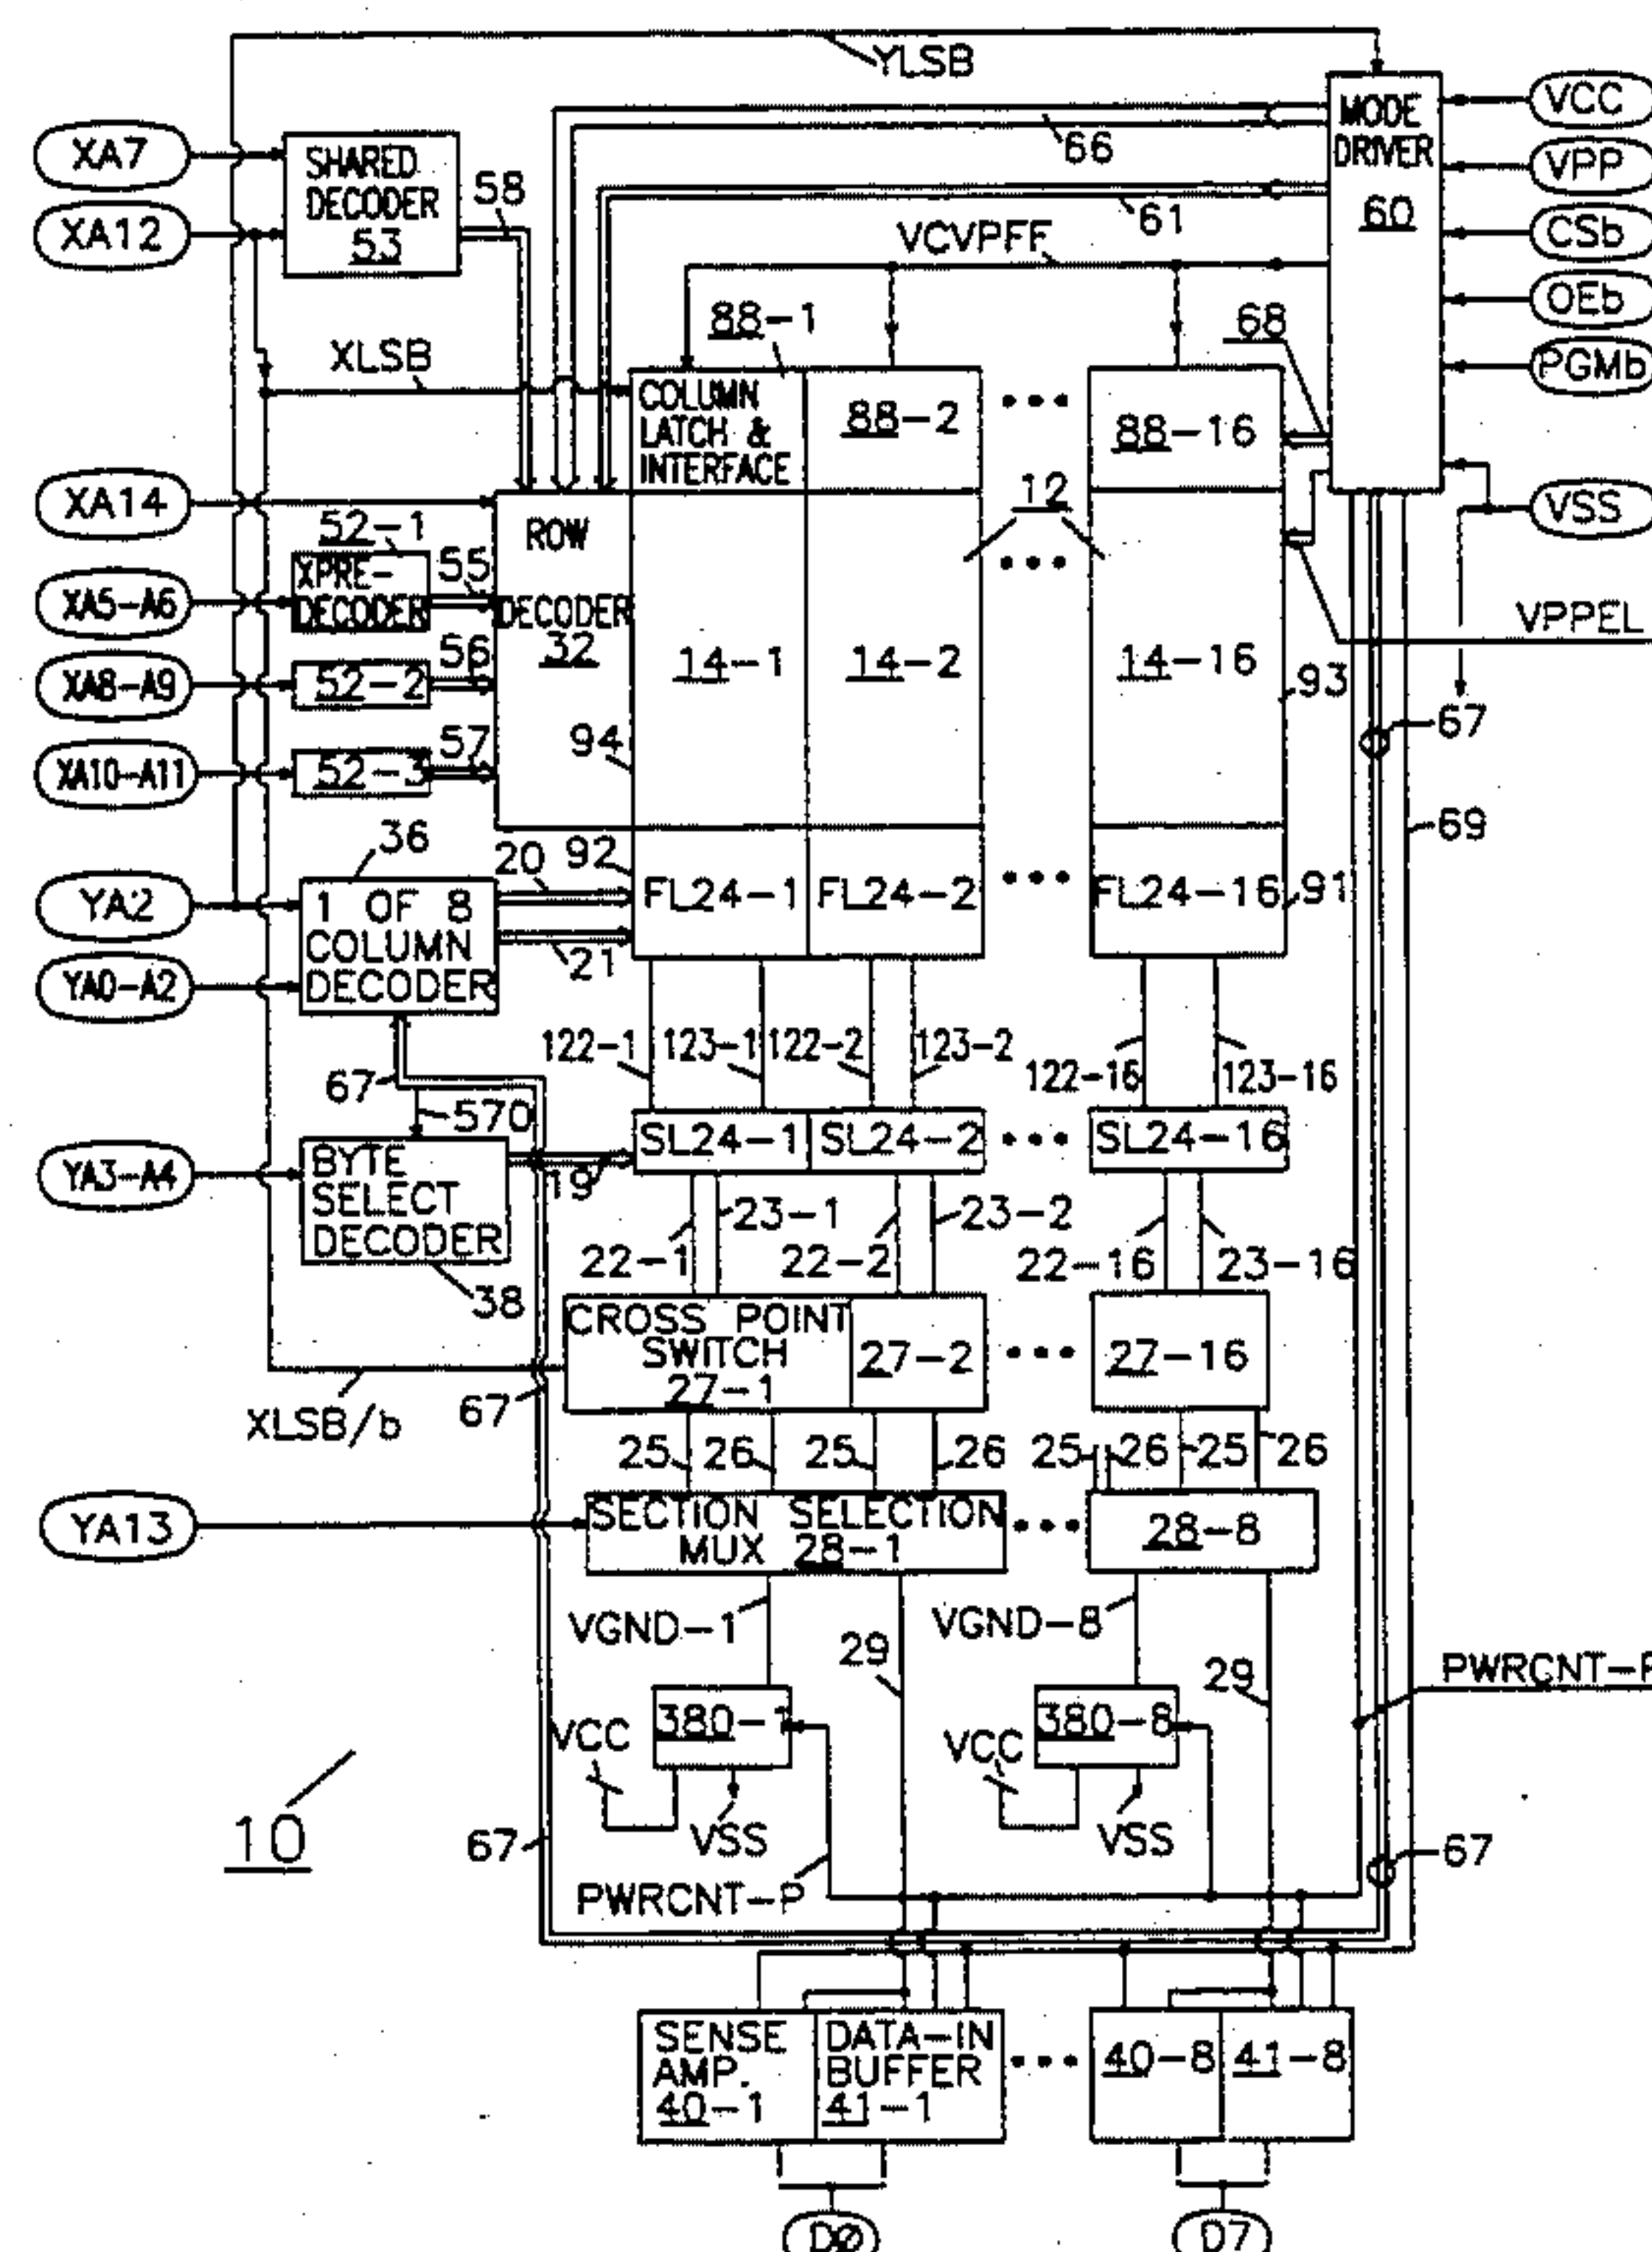 YLSB
MODE
DRIVER
60
VCC
VPP
CSb
OEb
PGMb
VSS
XA7
XA12
SHARED
DECODER
53
58
66
61
VCVPFF
88-1
68
XLSB
COLUMN
LATCH &
INTERFACE
88-2
88-16
XA14
52-1
XPRE-
DECODER
55
ROW
DECODER
32
12
XA5-A6
56
XA8-A9
52-2
14-1
14-2
14-16
VPPEL
93
67
57
94
XA10-A11
52-3
69
36
20
92
YA2
1 OF 8
COLUMN
DECODER
FL24-1
FL24-2
FL24-16
91
21
YA0-A2
122-1
123-1
122-2
123-2
122-16
123-16
67
570
SL24-1
SL24-2
SL24-16
YA3-A4
BYTE
SELECT
DECODER
19
23-1
23-2
22-1
22-2
22-16
23-16
38
CROSS POINT
SWITCH
27-1
27-2
27-16
XLSB/b
67
25
26
25
26
25
26
25
26
YA13
SECTION SELECTION
MUX 28-1
28-8
VGND-1
VGND-8
29
29
PWRCNT-P
380-1
380-8
VCC
VCC
VSS
VSS
10
67
67
PWRCNT-P
SENSE
AMP.
40-1
DATA-IN
BUFFER
41-1
40-8
41-8
D0
D7